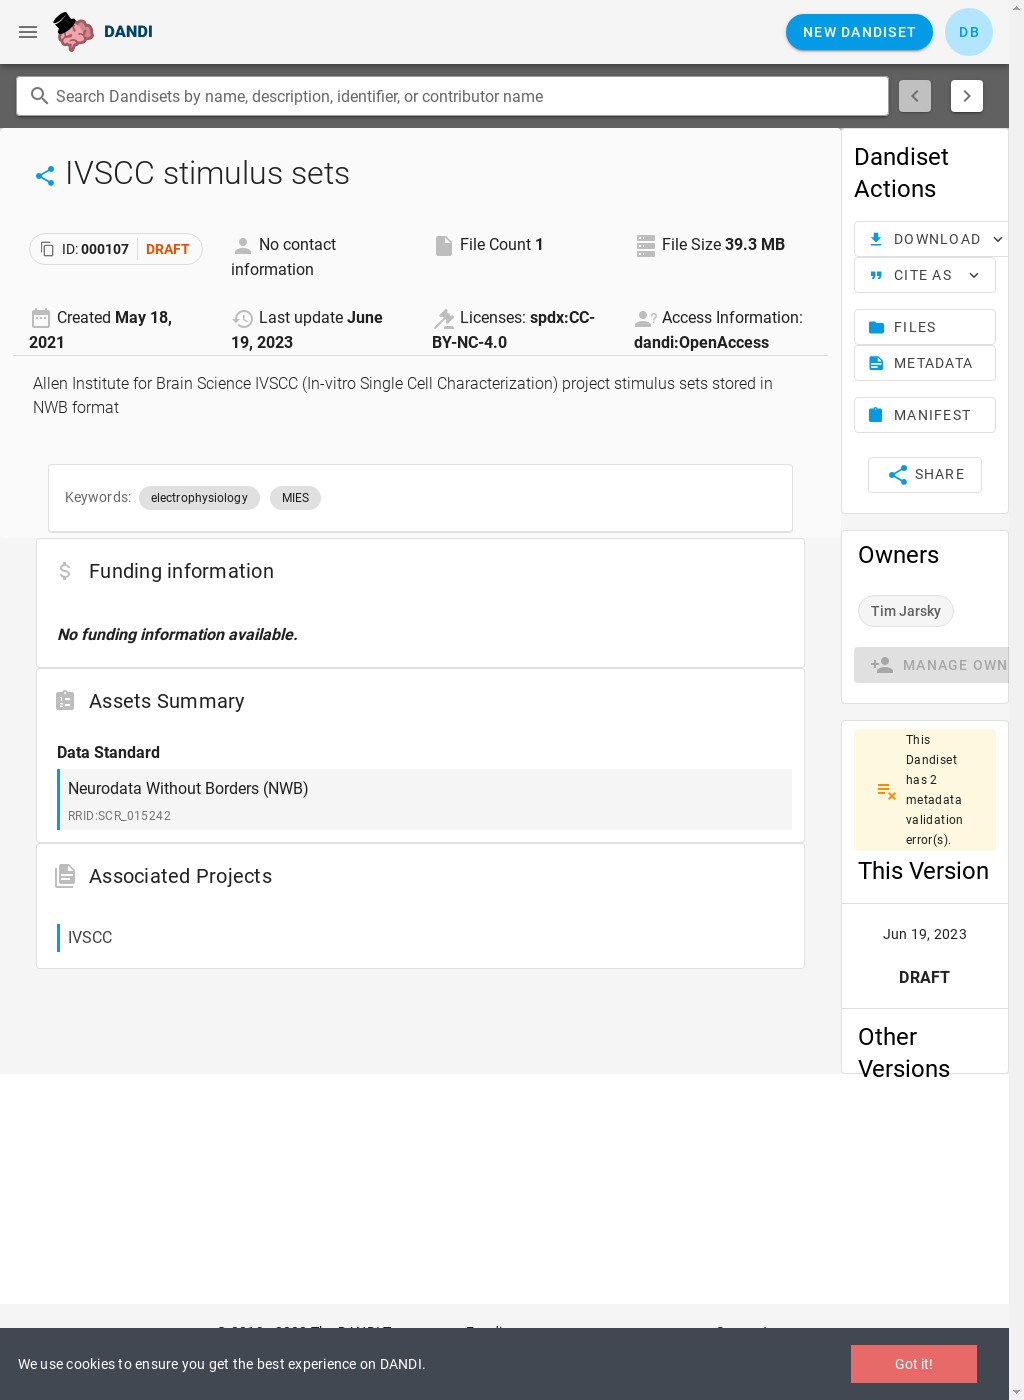 DANDI
NEW DANDISET
DB
Search Dandisets by name, description, identifier, or contributor name
IVSCC stimulus sets
ID: 000107 DRAFT
No contact
information
File Count 1
File Size 39.3 MB
Created May 18,
2021
Last update June
19, 2023
Licenses: spdx:CC-
BY-NC-4.0
Access Information:
dandi:OpenAccess
Allen Institute for Brain Science IVSCC (In-vitro Single Cell Characterization) project stimulus sets stored in
NWB format
Keywords: electrophysiology MIES
Funding information
No funding information available.
Assets Summary
Data Standard
Neurodata Without Borders (NWB)
RRID:SCR_015242
Associated Projects
IVSCC
Dandiset
Actions
DOWNLOAD
CITE AS
FILES
METADATA
MANIFEST
SHARE
Owners
Tim Jarsky
MANAGE OWN
This
Dandiset
has 2
metadata
validation
error(s).
This Version
Jun 19, 2023
DRAFT
Other
Versions
We use cookies to ensure you get the best experience on DANDI.
Got it!